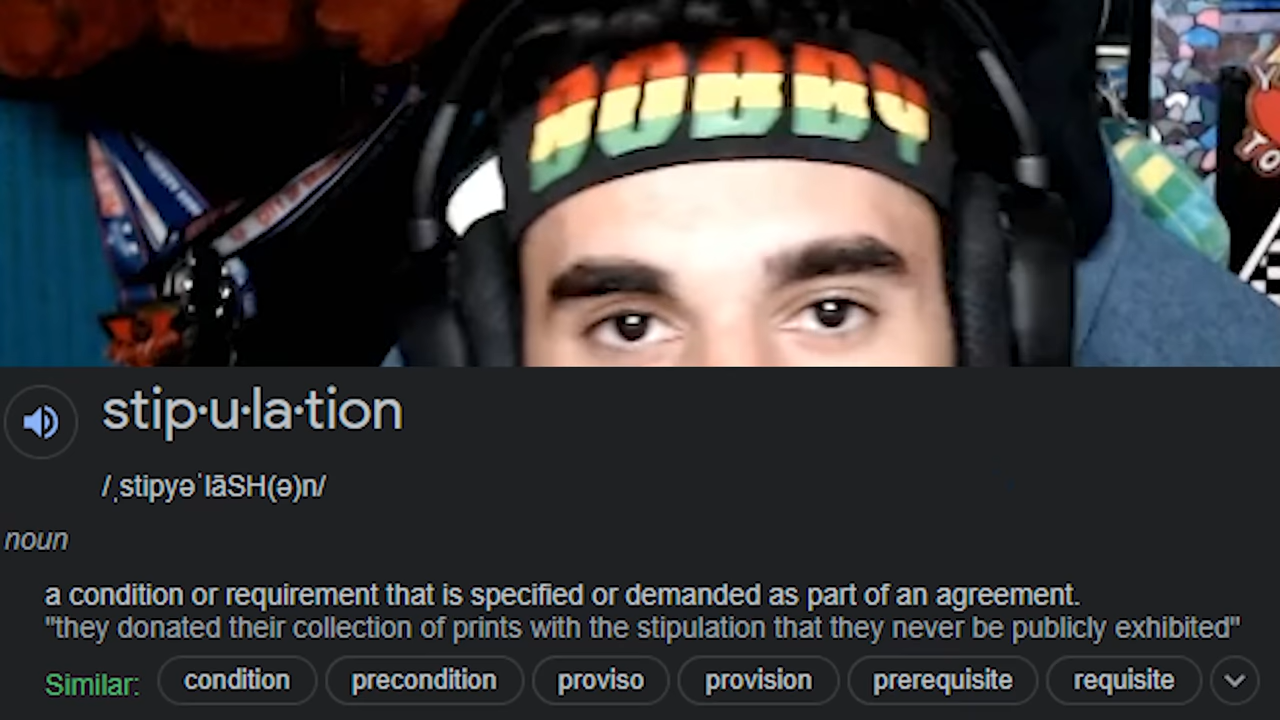 NUBBY
stip·u·la·tion
/ˌstipyəˈlāSH(ə)n/
noun
a condition or requirement that is specified or demanded as part of an agreement.
"they donated their collection of prints with the stipulation that they never be publicly exhibited"
Similar: condition precondition proviso provision prerequisite requisite